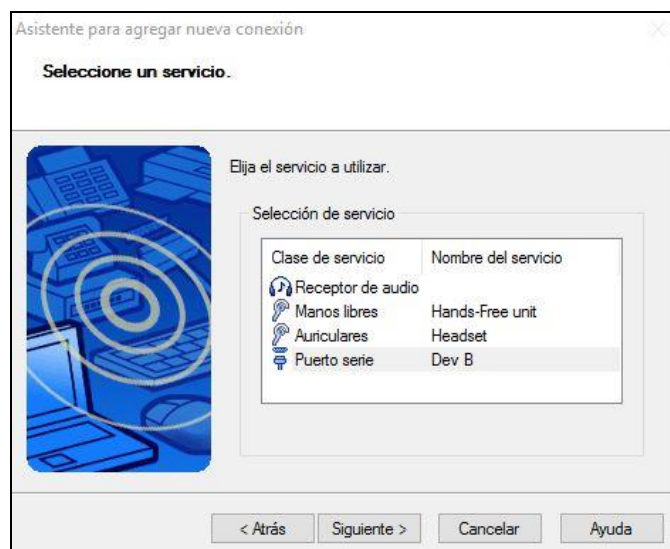 Asistente para agregar nueva conexión
Seleccione un servicio.
Elija el servicio a utilizar.
Selección de servicio
Clase de servicio Nombre del servicio
Receptor de audio
Manos libres Hands-Free unit
Auriculares Headset
Puerto serie Dev B
< Atrás Siguiente > Cancelar Ayuda